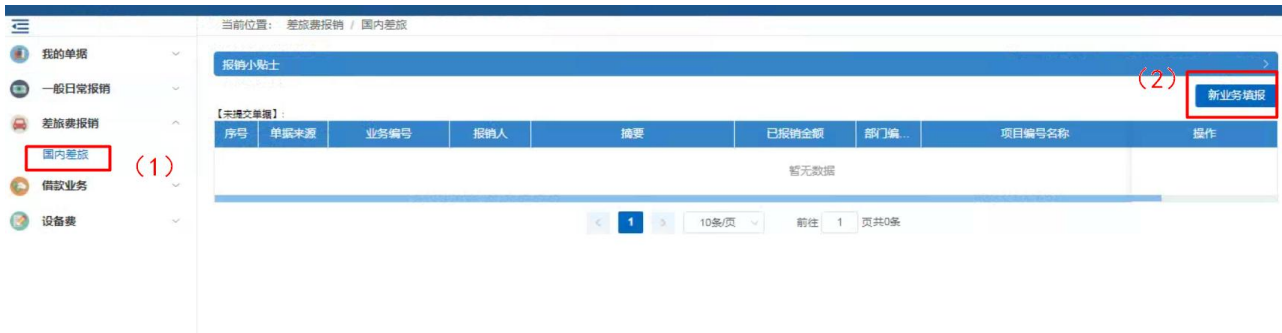 当前位置： 差旅费报销 / 国内差旅
我的单据
一般日常报销
差旅费报销
国内差旅
(1)
借款业务
设备费
报销小贴士
(2)
新业务填报
【未提交单据】:
序号 单据来源 业务编号 报销人 摘要 已报销金额 部门编... 项目编号名称 操作
暂无数据
< 1 > 10条/页 前往 1 页共0条